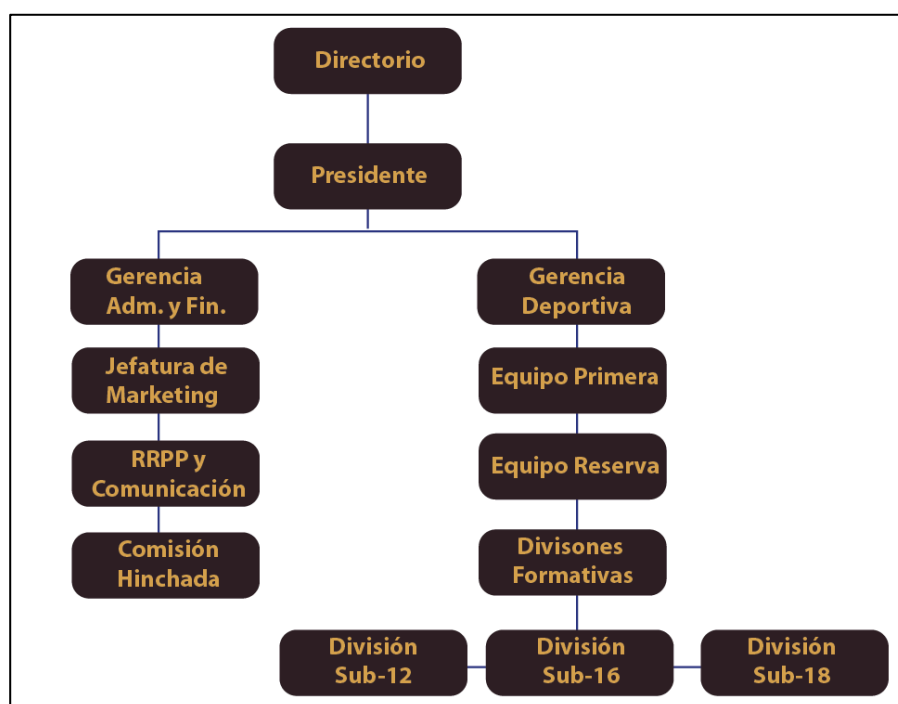 Directorio
Presidente
Gerencia
Adm. y Fin.
Gerencia
Deportiva
Jefatura de
Marketing
Equipo Primera
RRPP y
Comunicación
Equipo Reserva
Comisión
Hinchada
Divisones
Formativas
División
Sub-12
División
Sub-16
División
Sub-18